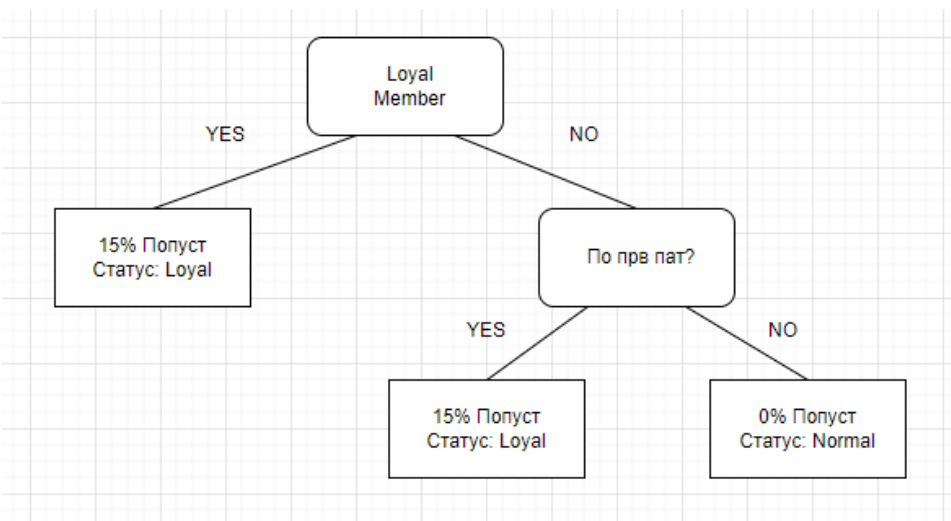 Loyal
Member
YES
NO
15% Попуст
Статус: Loyal
По прв пат?
YES
NO
15% Попуст
Статус: Loyal
0% Попуст
Статус: Normal